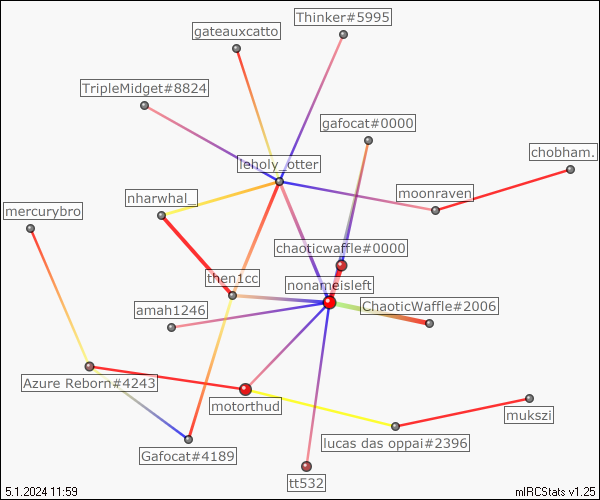 Thinker#5995
gateauxcatto
TripleMidget#8824
gafocat#0000
chobham.
leholy_otter
moonraven
nharwhal_
mercurybro
chaoticwaffle#0000
then1cc
nonameisleft
amah1246
ChaoticWaffle#2006
Azure Reborn#4243
motorthud
mukszi
lucas das oppai#2396
Gafocat#4189
tt532
5.1.2024 11:59
mIRCStats v1.25